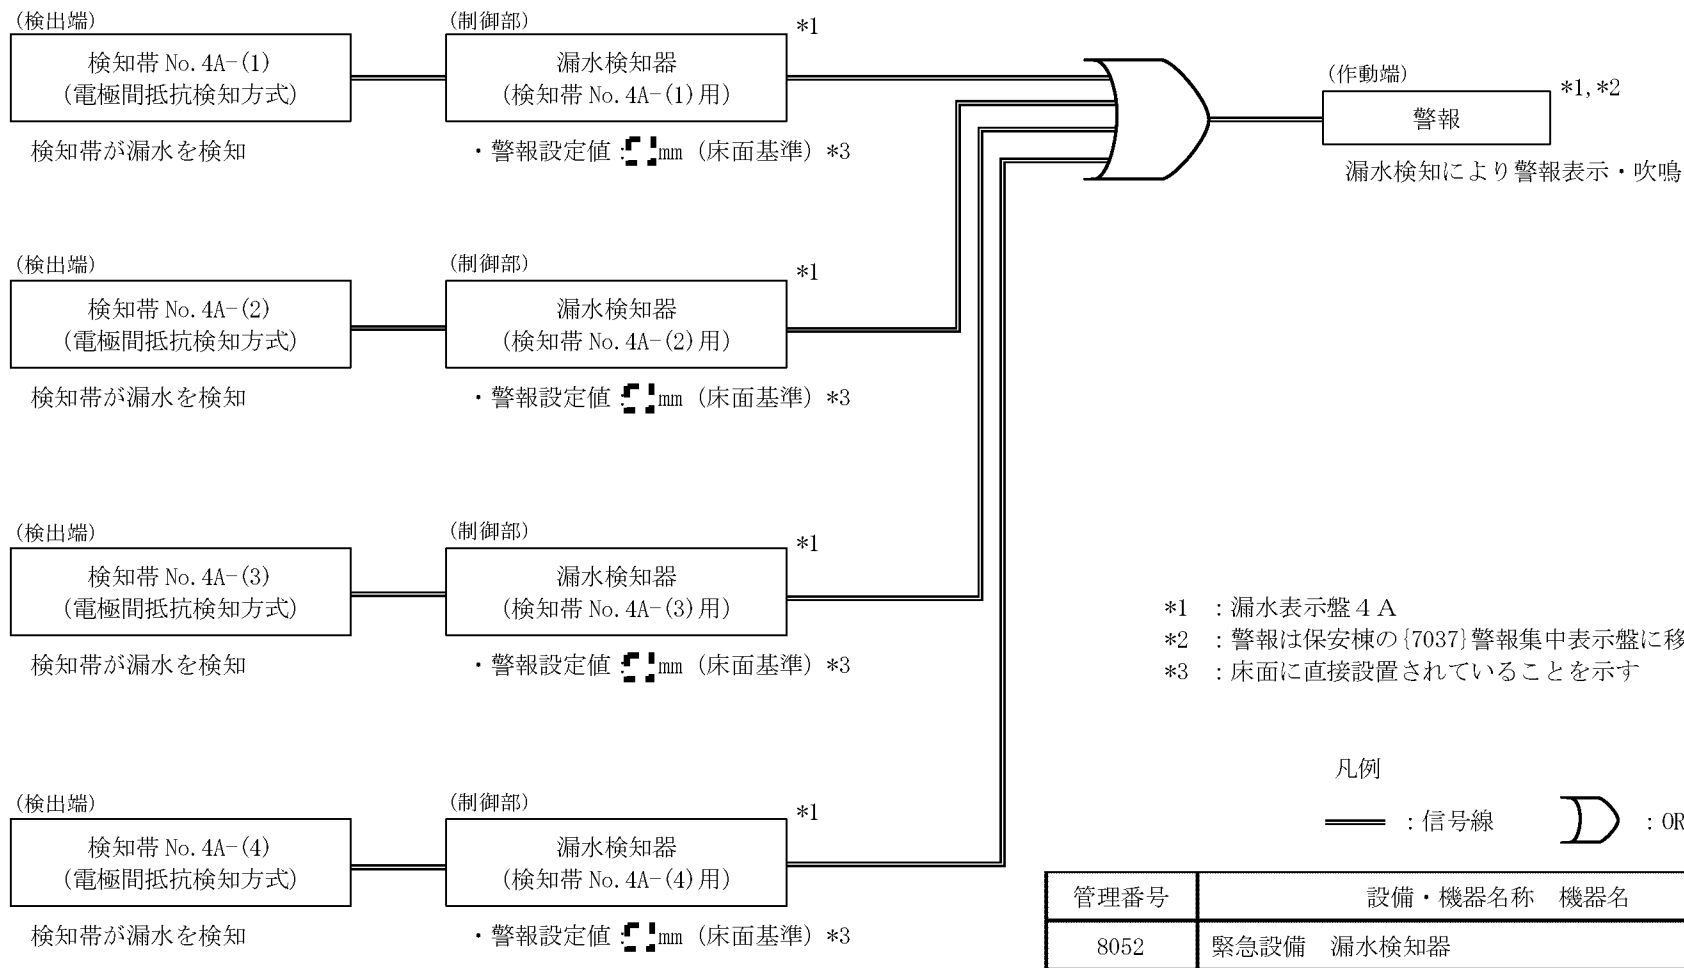 (検出端)
検知帯 No. 4A-(1)
(電極間抵抗検知方式)
検知帯が漏水を検知
(制御部)
*1
漏水検知器
(検知帯 No. 4A-(1)用)
・警報設定値:mm (床面基準) *3
(検出端)
検知帯 No. 4A-(2)
(電極間抵抗検知方式)
検知帯が漏水を検知
(制御部)
*1
漏水検知器
(検知帯 No. 4A-(2)用)
・警報設定値:mm (床面基準) *3
(検出端)
検知帯 No. 4A-(3)
(電極間抵抗検知方式)
検知帯が漏水を検知
(制御部)
*1
漏水検知器
(検知帯 No. 4A-(3)用)
・警報設定値:mm (床面基準) *3
(検出端)
検知帯 No. 4A-(4)
(電極間抵抗検知方式)
検知帯が漏水を検知
(制御部)
*1
漏水検知器
(検知帯 No. 4A-(4)用)
・警報設定値:mm (床面基準) *3
(作動端)
*1, *2
警報
漏水検知により警報表示・吹鳴
*1 :漏水表示盤4A
*2 :警報は保安棟の{7037}警報集中表示盤に移
*3 :床面に直接設置されていることを示す
凡例
:信号線
:OR
管理番号 設備・機器名称 機器名
8052 緊急設備 漏水検知器